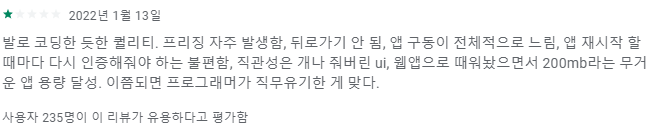 2022년 1월 13일
발로 코딩한 듯한 퀄리티. 프리징 자주 발생함, 뒤로가기 안 됨, 앱 구동이 전체적으로 느림, 앱 재시작 할
때마다 다시 인증해줘야 하는 불편함, 직관성은 개나 줘버린 ui, 웹앱으로 때워놨으면서 200mb라는 무거
운 앱 용량 달성. 이쯤되면 프로그래머가 직무유기한 게 맞다.
사용자 235명이 이 리뷰가 유용하다고 평가함